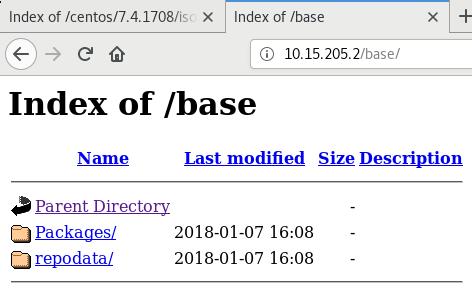 Index of /centos/7.4.1708/iso
Index of /base
10.15.205.2/base/
Index of /base
Name Last modified Size Description
Parent Directory -
Packages/ 2018-01-07 16:08 -
repodata/ 2018-01-07 16:08 -